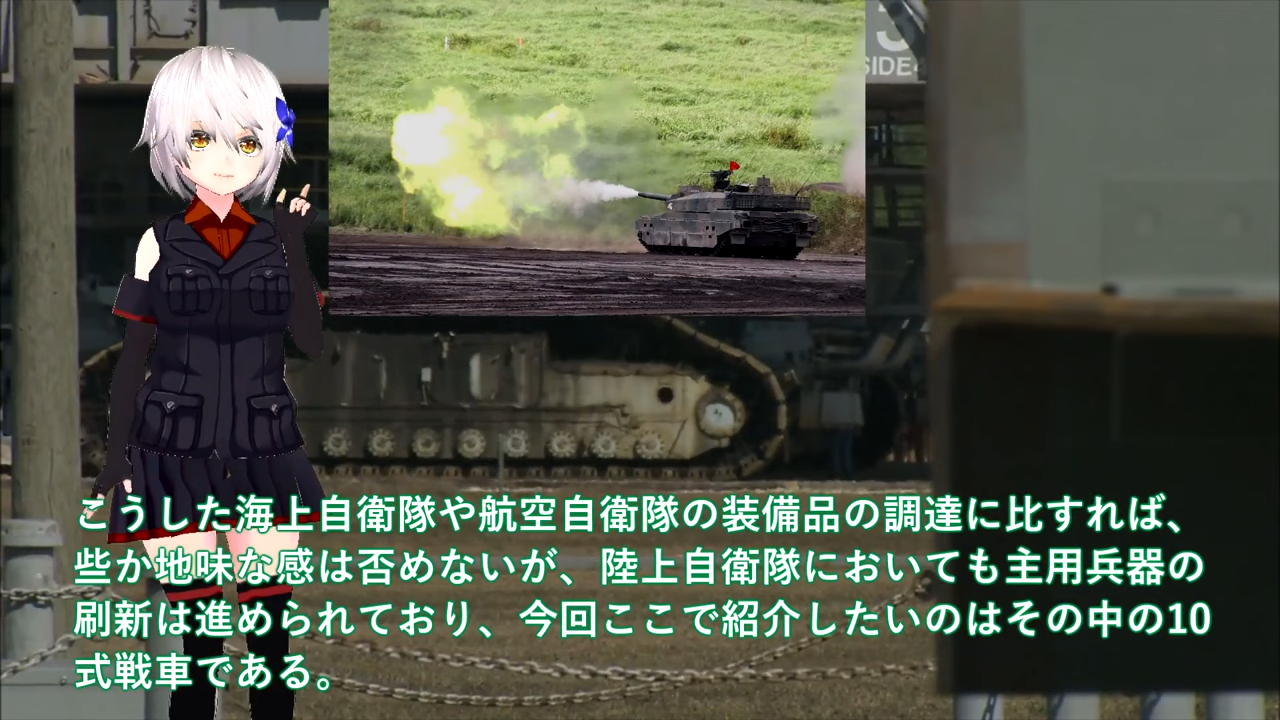 SIDE
こうした海上自衛隊や航空自衛隊の装備品の調達に比すれば、
些か地味な感は否めないが、陸上自衛隊においても主用兵器の
刷新は進められており、今回ここで紹介したいのはその中の10
式戦車である。